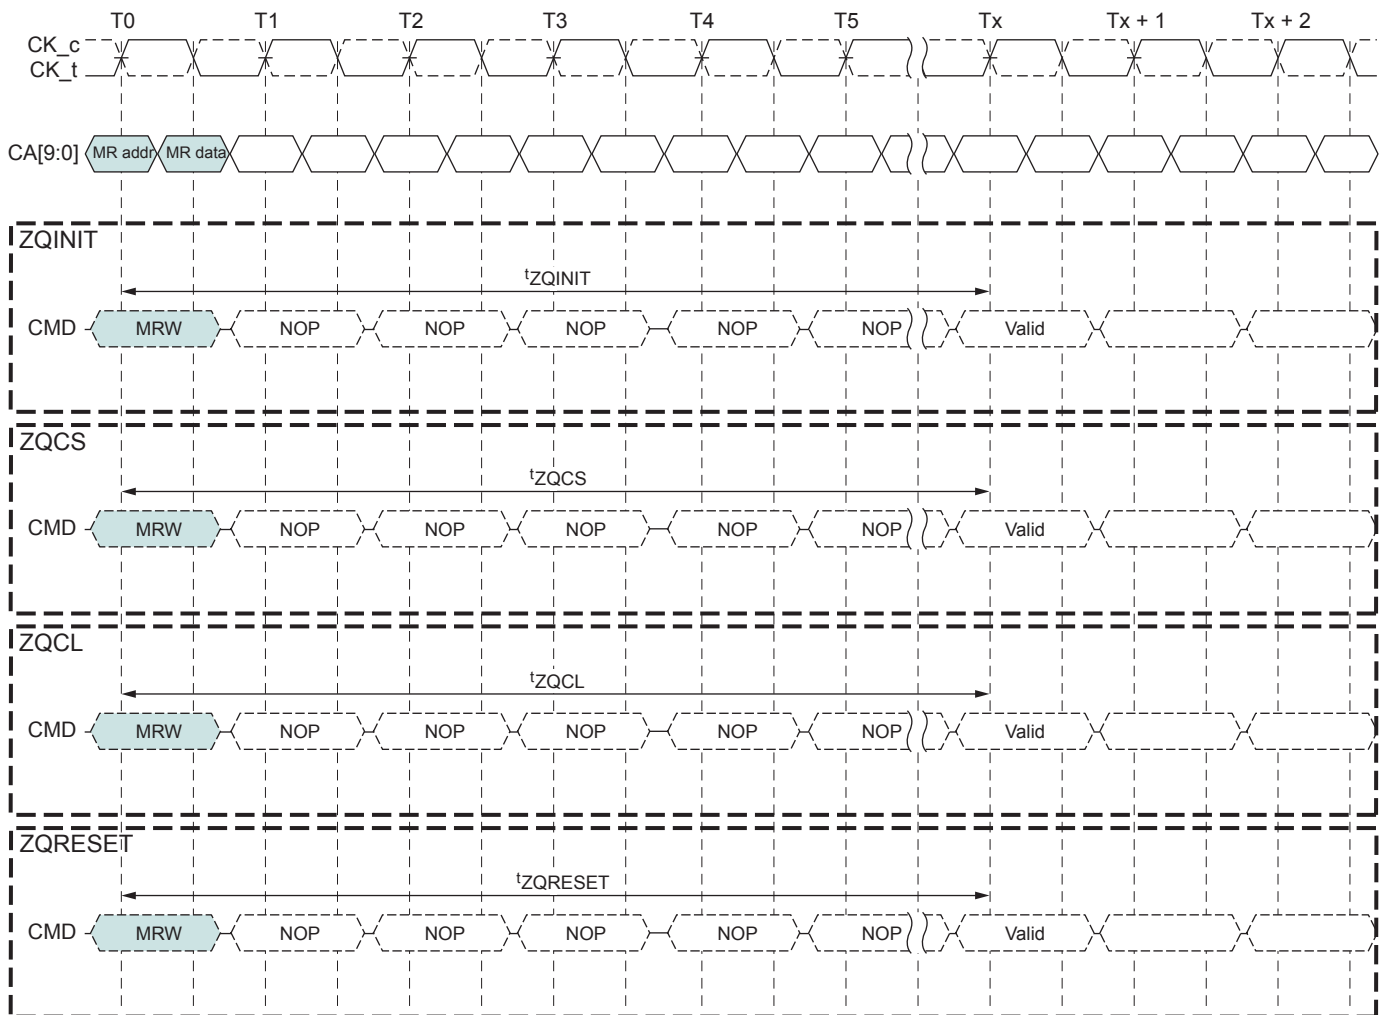 T0 T1 T2 T3 T4 T5 Tx Tx + 1 Tx + 2
CK_c
CK_t
CA[9:0] MR addr MR data
ZQINIT
tZQINIT
CMD MRW NOP NOP NOP NOP NOP Valid
ZQCS
tZQCS
CMD MRW NOP NOP NOP NOP NOP Valid
ZQCL
tZQCL
CMD MRW NOP NOP NOP NOP NOP Valid
ZQRESET
tZQRESET
CMD MRW NOP NOP NOP NOP NOP Valid